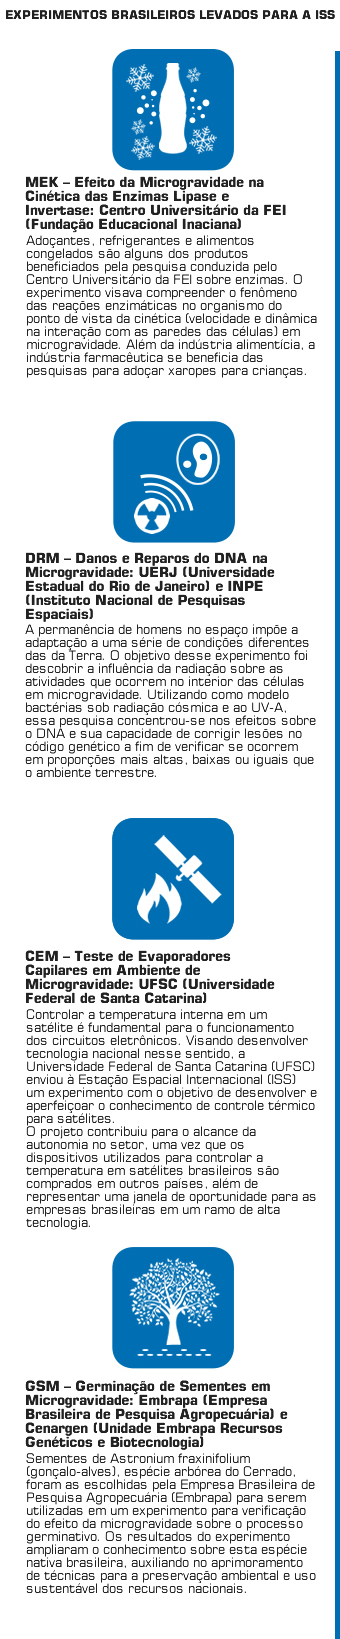 EXPERIMENTOS BRASILEIROS LEVADOS PARA A ISS
MEK – Efeito da Microgravidade na
Cinética das Enzimas Lipase e
Invertase: Centro Universitário da FEI
(Fundação Educacional Inaciana)
Adoçantes, refrigerantes e alimentos
congelados são alguns dos produtos
beneficiados pela pesquisa conduzida pelo
Centro Universitário da FEI sobre enzimas. O
experimento visava compreender o fenômeno
das reações enzimáticas no organismo do
ponto de vista da cinética (velocidade e dinâmica
na interação com as paredes das células) em
microgravidade. Além da indústria alimentícia, a
indústria farmacêutica se beneficia das
pesquisas para adoçar xaropes para crianças.
DRM – Danos e Reparos do DNA na
Microgravidade: UERJ (Universidade
Estadual do Rio de Janeiro) e INPE
(Instituto Nacional de Pesquisas
Espaciais)
A permanência de homens no espaço impõe a
adaptação a uma série de condições diferentes
das da Terra. O objetivo desse experimento foi
descobrir a influência da radiação sobre as
atividades que ocorrem no interior das células
em microgravidade. Utilizando como modelo
bactérias sob radiação cósmica e ao UV-A,
essa pesquisa concentrou-se nos efeitos sobre
o DNA e sua capacidade de corrigir lesões no
código genético a fim de verificar se ocorrem
em proporções mais altas, baixas ou iguais que
o ambiente terrestre.
CEM – Teste de Evaporadores
Capilares em Ambiente de
Microgravidade: UFSC (Universidade
Federal de Santa Catarina)
Controlar a temperatura interna em um
satélite é fundamental para o funcionamento
dos circuitos eletrônicos. Visando desenvolver
tecnologia nacional nesse sentido, a
Universidade Federal de Santa Catarina (UFSC)
enviou à Estação Espacial Internacional (ISS)
um experimento com o objetivo de desenvolver e
aperfeiçoar o conhecimento de controle térmico
para satélites.
O projeto contribuiu para o alcance da
autonomia no setor, uma vez que os
dispositivos utilizados para controlar a
temperatura em satélites brasileiros são
comprados em outros países, além de
representar uma janela de oportunidade para as
empresas brasileiras em um ramo de alta
tecnologia.
GSM – Germinação de Sementes em
Microgravidade: Embrapa (Empresa
Brasileira de Pesquisa Agropecuária) e
Cenargen (Unidade Embrapa Recursos
Genéticos e Biotecnologia)
Sementes de Astronium fraxinifolium
(gonçalo-alves), espécie arbórea do Cerrado,
foram as escolhidas pela Empresa Brasileira de
Pesquisa Agropecuária (Embrapa) para serem
utilizadas em um experimento para verificação
do efeito da microgravidade sobre o processo
germinativo. Os resultados do experimento
ampliaram o conhecimento sobre esta espécie
nativa brasileira, auxiliando no aprimoramento
de técnicas para a preservação ambiental e uso
sustentável dos recursos nacionais.